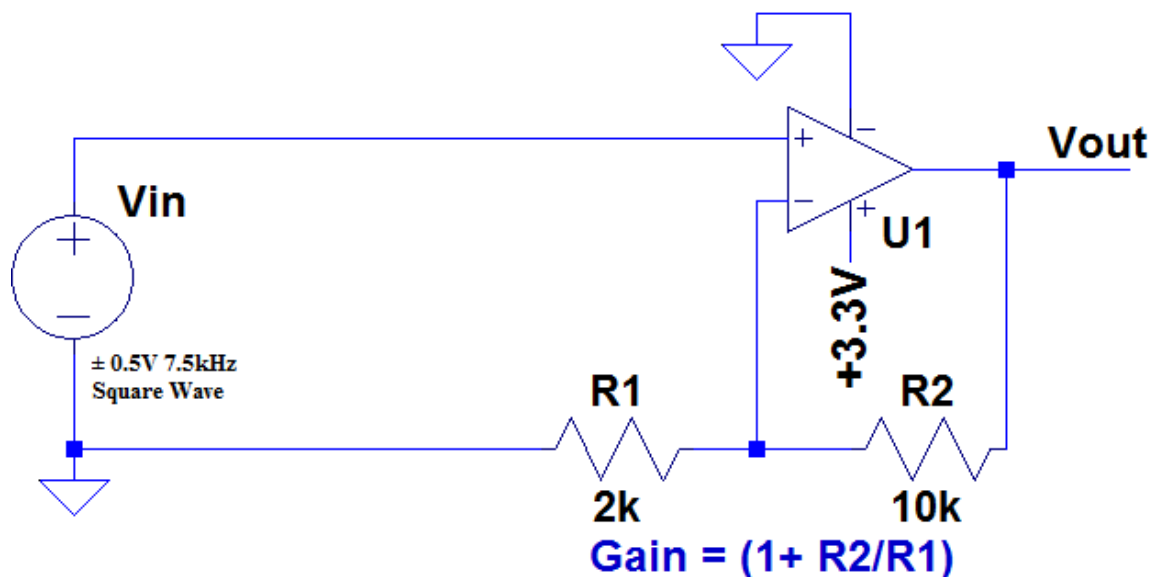 Vout
Vin
+
−
+
−
−
+
U1
+3.3V
± 0.5V 7.5kHz
Square Wave
R1
R2
2k
10k
Gain = (1+ R2/R1)